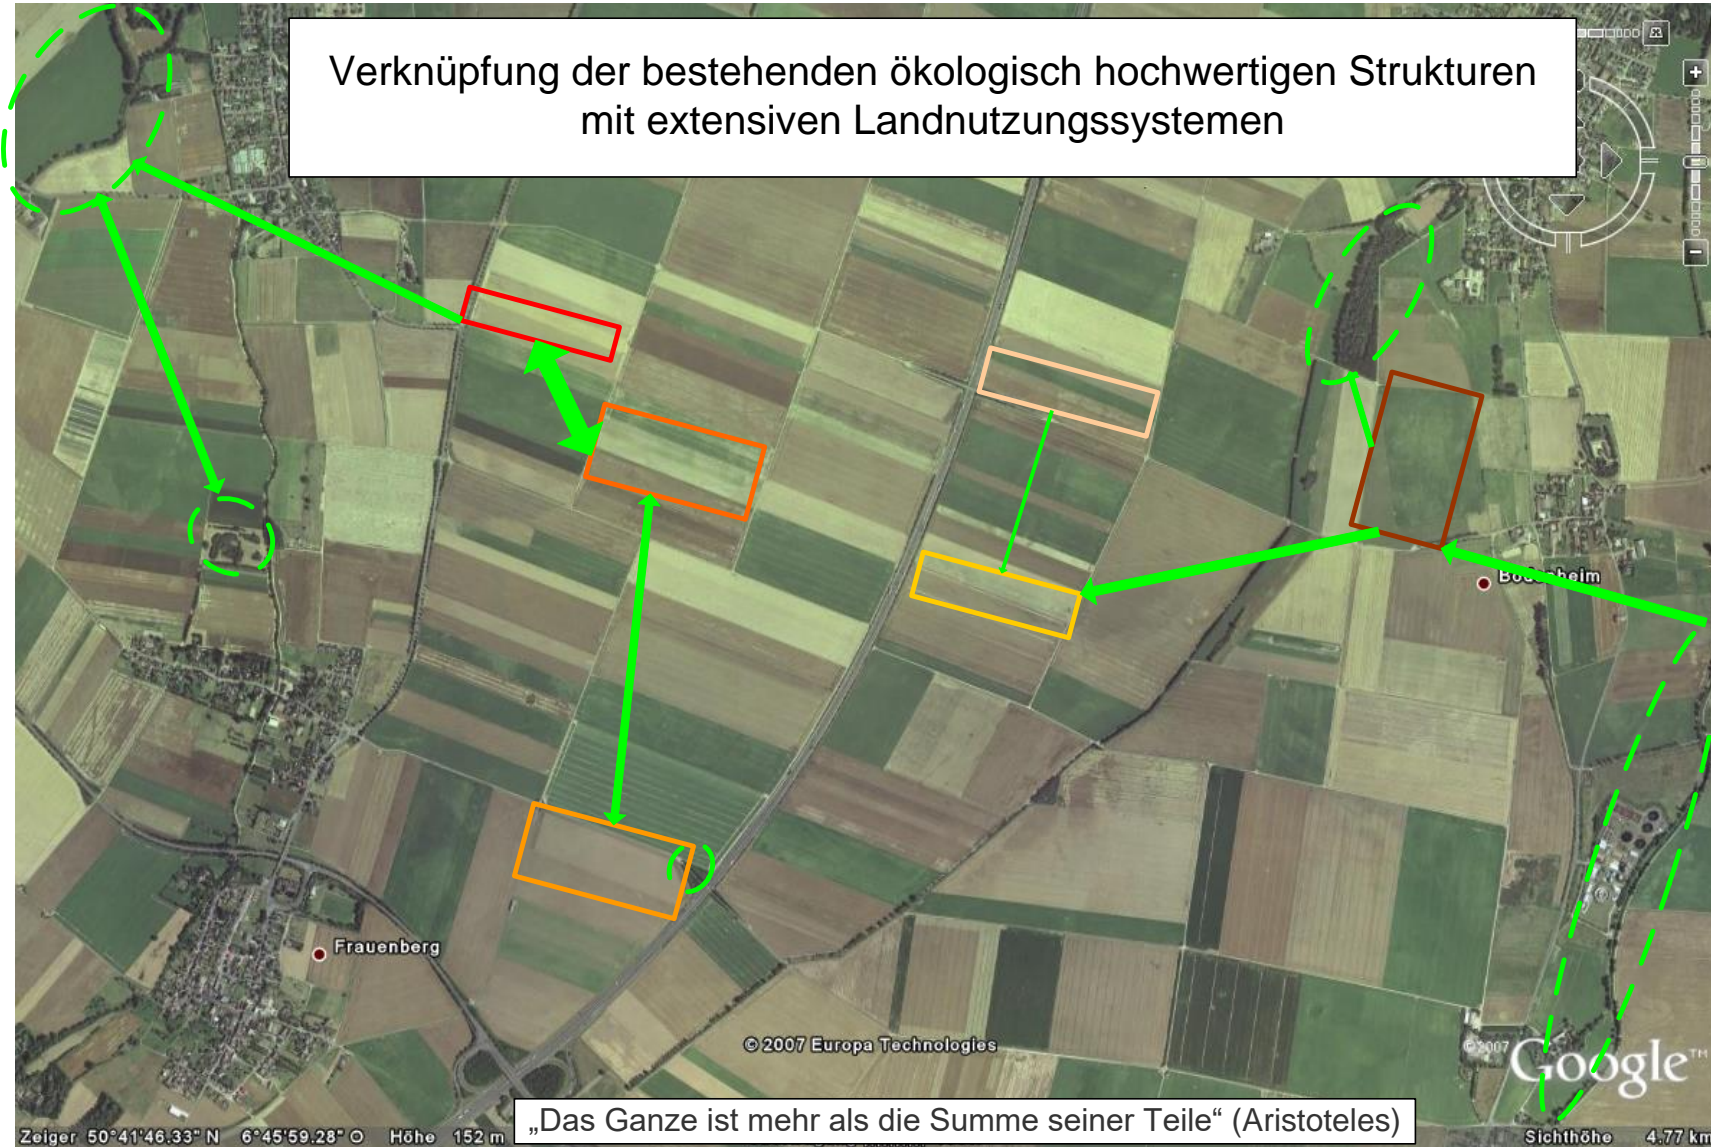 Verknüpfung der bestehenden ökologisch hochwertigen Strukturen
mit extensiven Landnutzungssystemen
Bodenheim
Frauenberg
© 2007 Europa Technologies
©2007 Google™
„Das Ganze ist mehr als die Summe seiner Teile“ (Aristoteles)
Zeiger 50°41'46.33" N 6°45'59.28" O Höhe 152 m
Sichthöhe 4.77 km